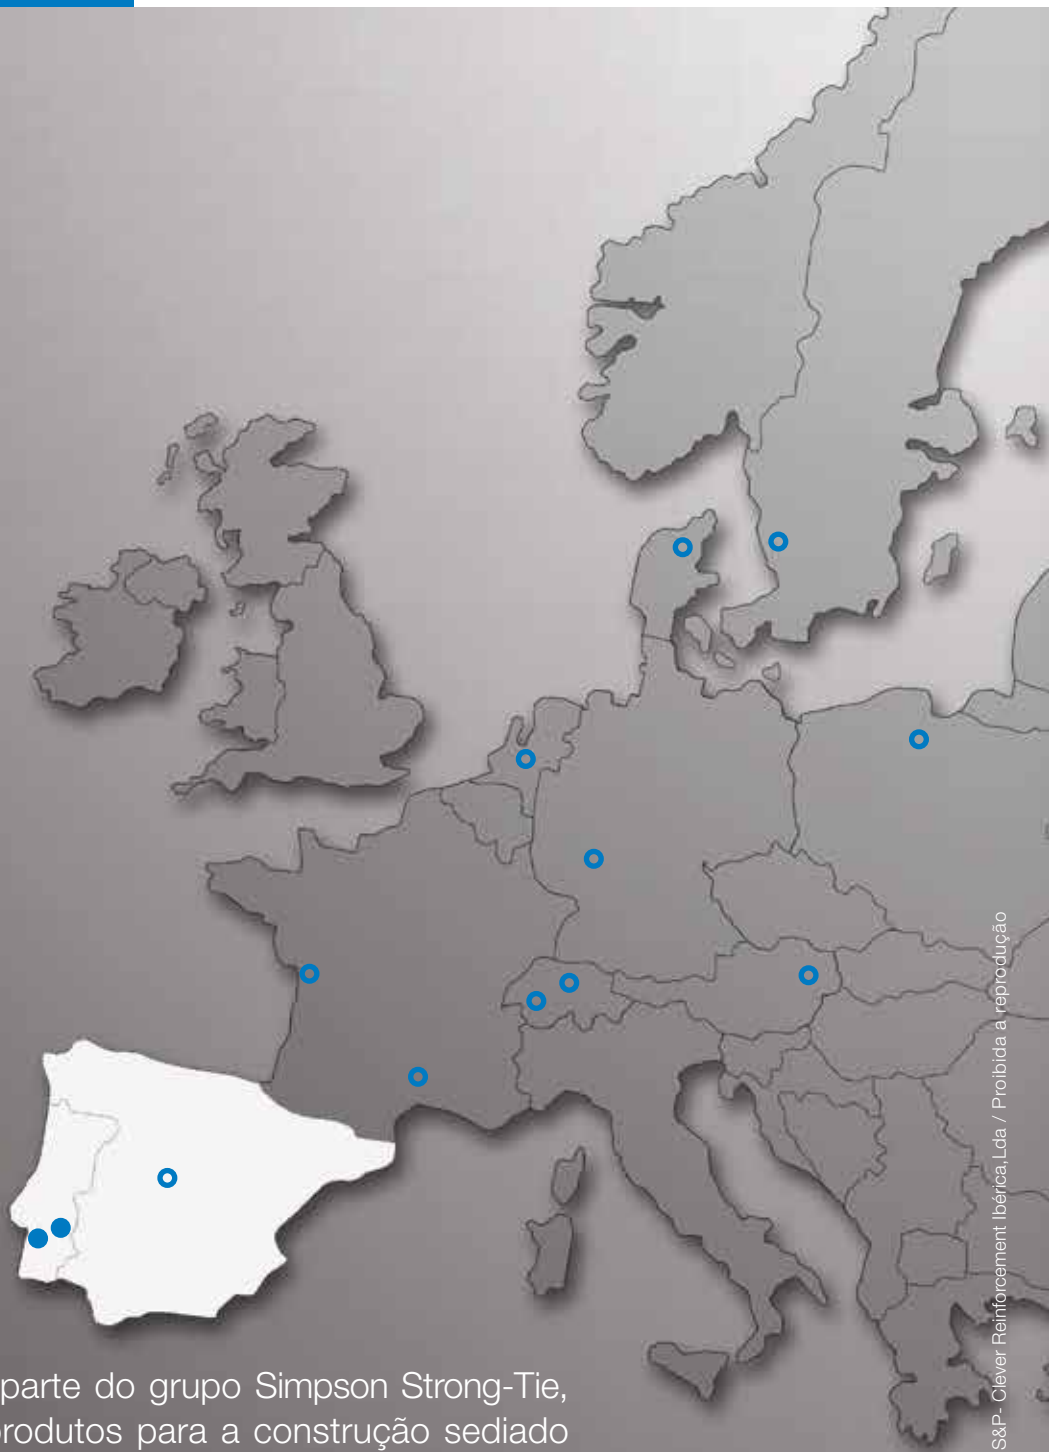 parte do grupo Simpson Strong-Tie,
produtos para a construção sediado
S&P- Clever Reinforcement Ibérica,Lda / Proibida a reprodução